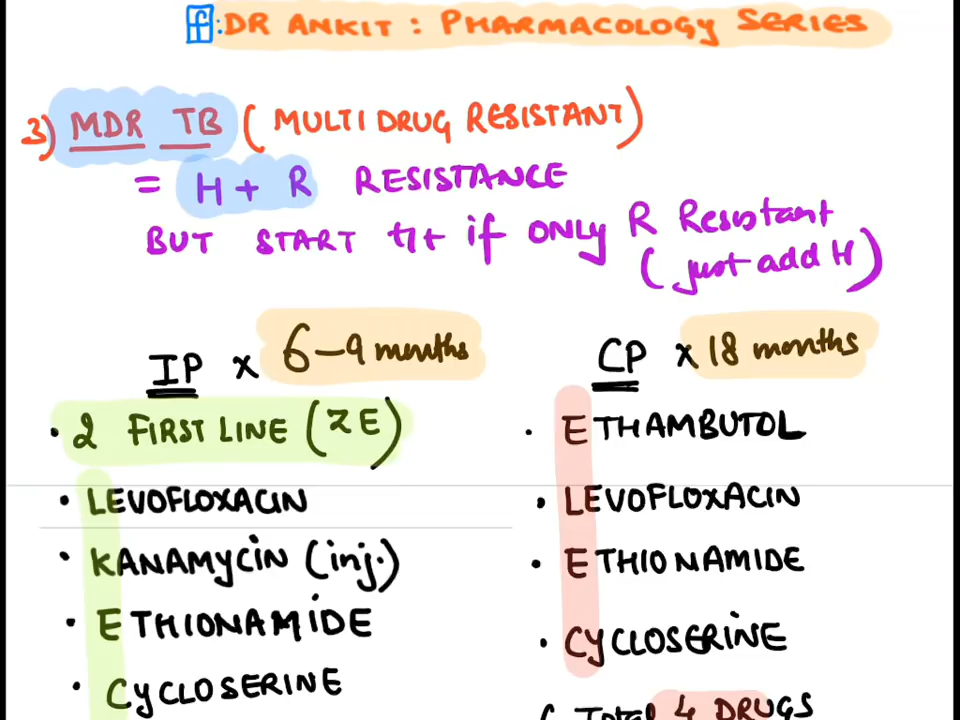 f: DR ANKIT : PHARMACOLOGY SERIES
3) MDR TB (MULTI DRUG RESISTANT)
= H + R RESISTANCE
BUT START t/t if ONLY R Resistant
(just add H)
IP x 6-9 months
2 FIRST LINE (ZE)
• LEVOFLOXACIN
• KANAMYCIN (inj.)
• ETHIONAMIDE
• CYCLOSERINE
CP x 18 months
• ETHAMBUTOL
• LEVOFLOXACIN
• ETHIONAMIDE
• CYCLOSERINE
( Total 4 DRUGS